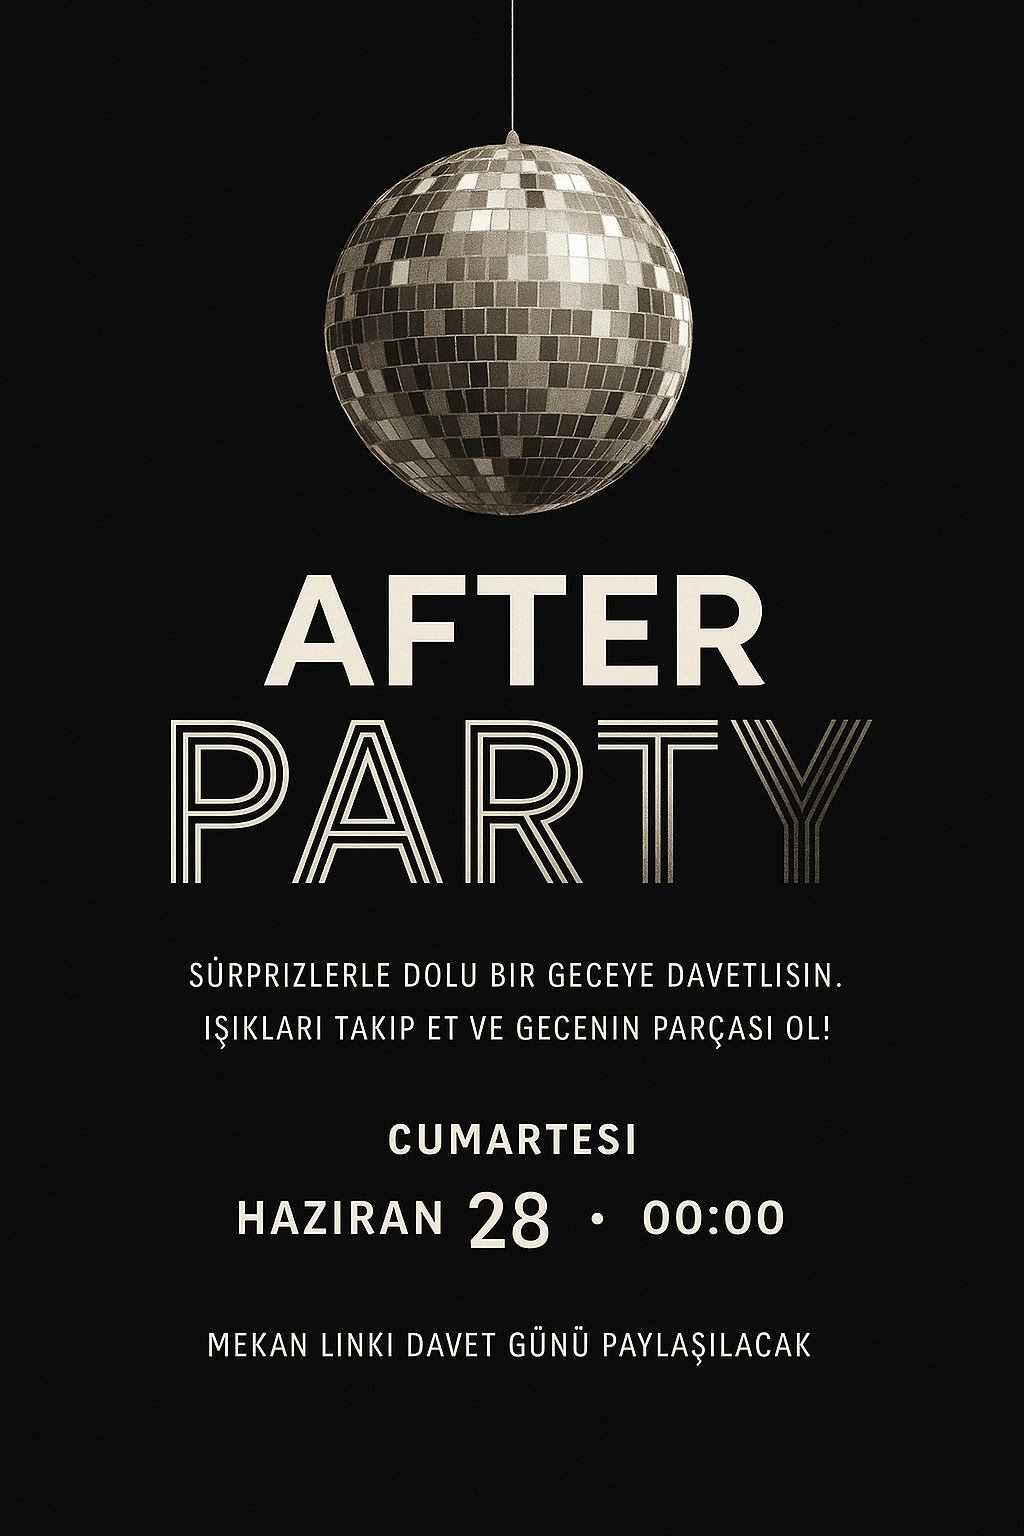 AFTER
PARTY
SÜRPRIZLERLE DOLU BIR GECEYE DAVETLISIN.
IŞIKLARI TAKIP ET VE GECENIN PARÇASI OL!
CUMARTESI
HAZIRAN 28 • 00:00
MEKAN LINKI DAVET GÜNÜ PAYLAŞILACAK